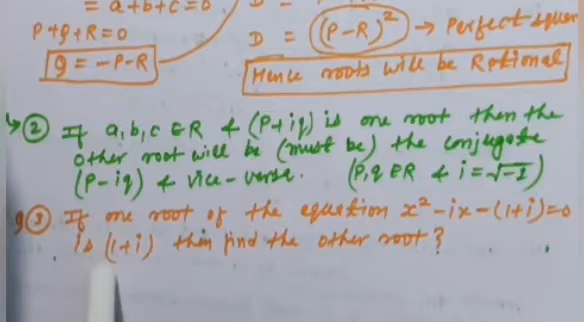 = a+b+c=0
P+q+R=0
q = -P-R
D = (P-R)² → Perfect square
Hence roots will be Rational
② If a,b,c ∈R & (P+iq) is one root then the
other root will be (must be) the conjugate
(P-iq) & vice-versa. (P,q ∈R & i=√-1)
g③ If one root of the equation x²-ix-(1+i)=0
is (1+i) then find the other root?